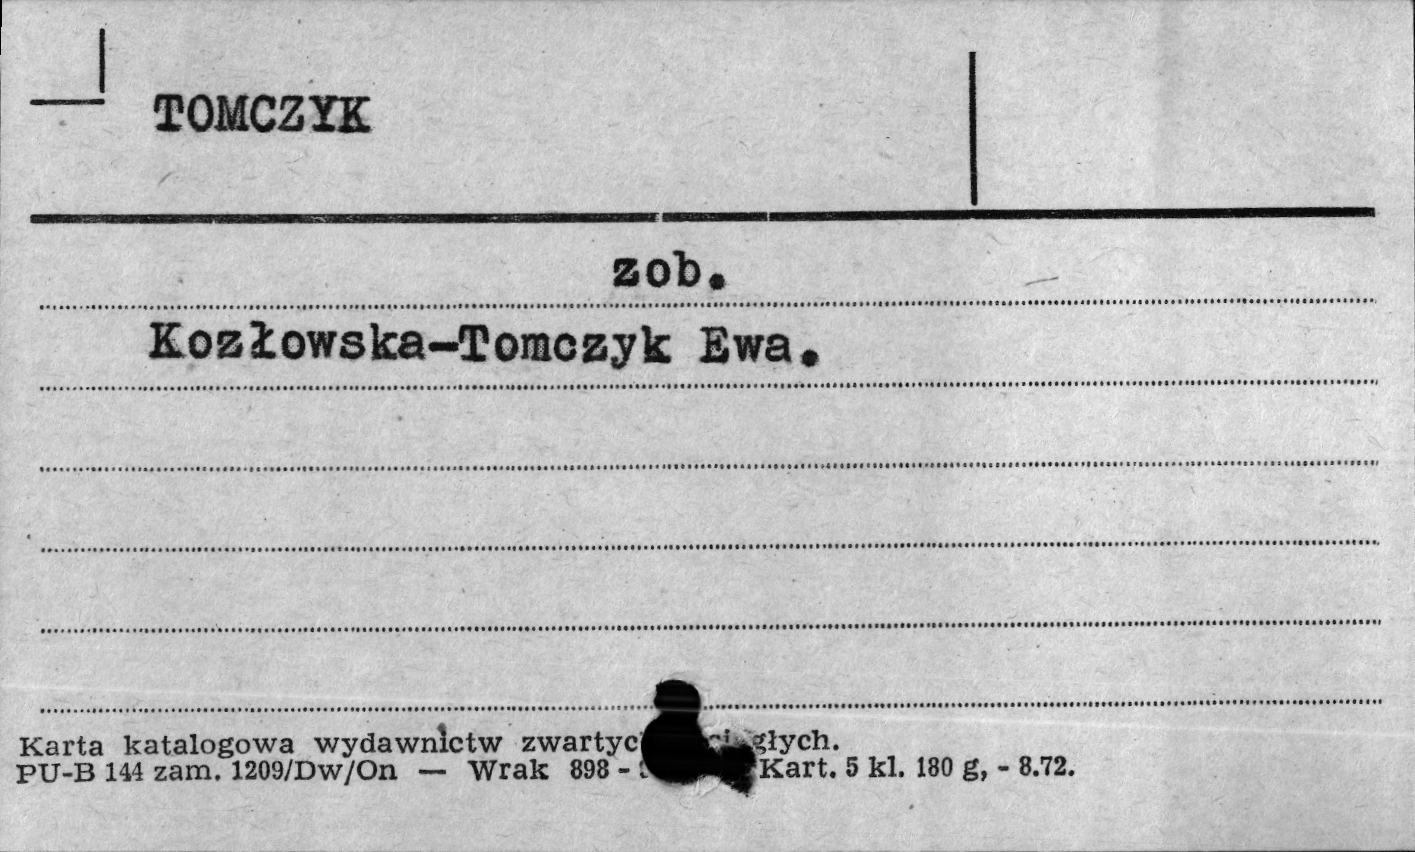 TOMCZYK
zob.
Kozłowska-Tomczyk Ewa.
Karta katalogowa wydawnictw głych.
PU-B 144 zam. 1209/Dw/On — Wrak 898 - Kart. 5 kl. 180 g, - 8.72.